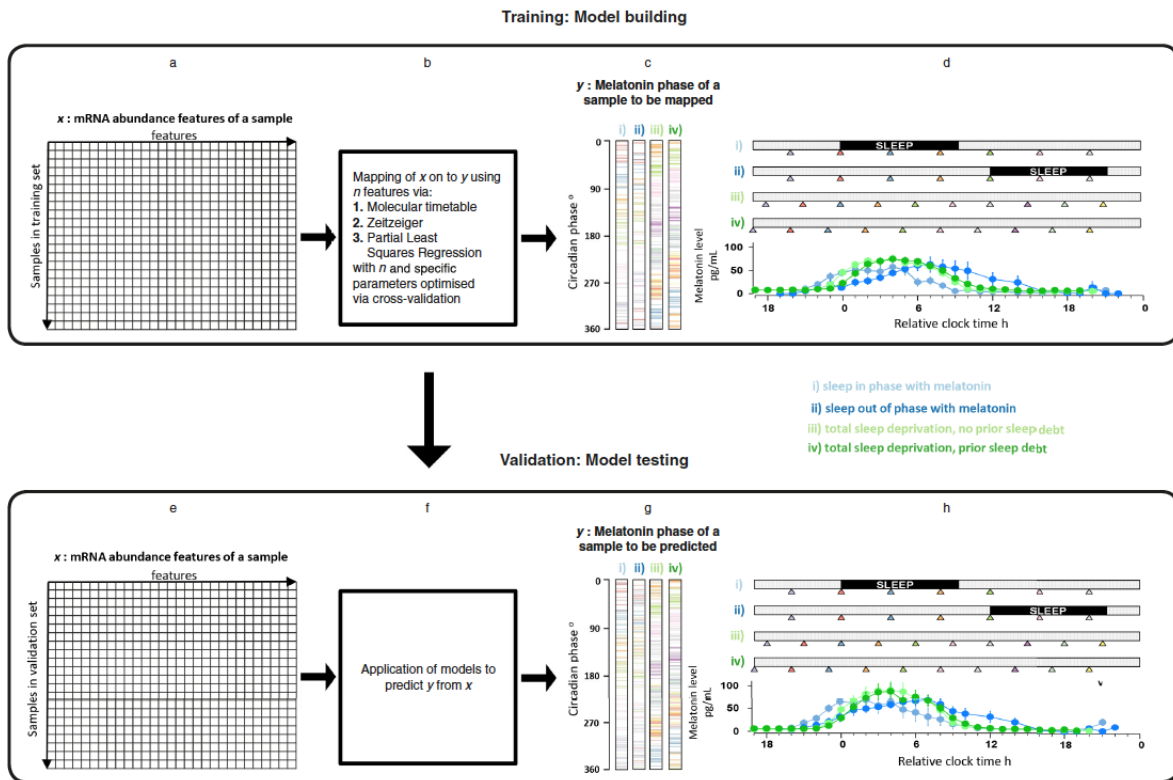 Training: Model building
a
b
c
d
x : mRNA abundance features of a sample
features
Samples in training set
Mapping of x on to y using
n features via:
1. Molecular timetable
2. Zeitzeiger
3. Partial Least
Squares Regression
with n and specific
parameters optimised
via cross-validation
y : Melatonin phase of a
sample to be mapped
i) ii) iii) iv)
Circadian phase °
0
90
180
270
360
i)
SLEEP
ii)
SLEEP
iii)
iv)
Melatonin level
pg/mL
100
50
0
18 0 6 12 18 0
Relative clock time h
i) sleep in phase with melatonin
ii) sleep out of phase with melatonin
iii) total sleep deprivation, no prior sleep debt
iv) total sleep deprivation, prior sleep debt
Validation: Model testing
e
f
g
h
x : mRNA abundance features of a sample
features
Samples in validation set
Application of models to
predict y from x
y : Melatonin phase of a
sample to be predicted
i) ii) iii) iv)
Circadian phase °
0
90
180
270
360
i)
SLEEP
ii)
SLEEP
iii)
iv)
Melatonin level
pg/mL
100
50
0
18 0 6 12 18 0
Relative clock time h